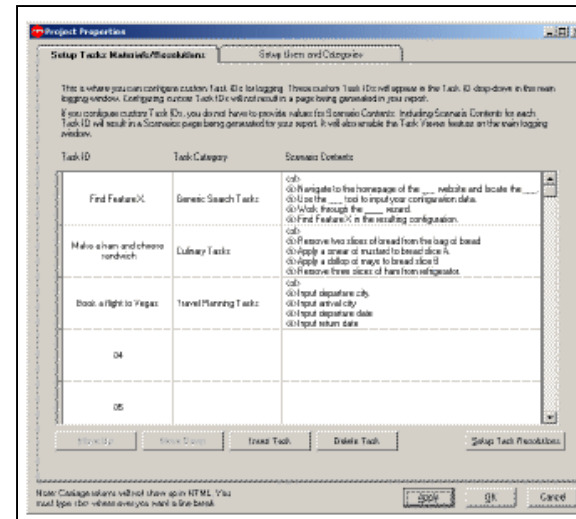 Project Properties
Setup Tasks Materials/Resolutions
Setup Users and Categories
This is where you can configure custom Task IDs for logging. These custom Task IDs will appear in the Task ID drop-down in the main
logging window. Configuring custom Task IDs will not result in a page being generated in your report.
If you configure custom Task IDs, you do not have to provide values for Scenario Contents. Including Scenario Contents for each
Task ID will result in a Scenarios page being generated for your report. It will also enable the Task Viewer feature on the main logging
window.
Task ID Task Category Scenario Contents
Find Feature X Generic Search Tasks
<ol>
<li>Navigate to the homepage of the ___ website and locate the ___.
<li>Use the ___ tool to input your configuration data.
<li>Work through the ___ wizard.
<li>Find Feature X in the resulting configuration.
Make a ham and cheese
sandwich
Culinary Tasks
<ol>
<li>Remove two slices of bread from the bag of bread
<li>Apply a smear of mustard to bread slice A
<li>Apply a dollop of mayo to bread slice B
<li>Remove three slices of ham from refrigerator.
Book a flight to Vegas Travel Planning Tasks
<ol>
<li>Input departure city
<li>Input arrival city
<li>Input departure date
<li>Input return date
04
05
Move Up Move Down Insert Task Delete Task Setup Task Resolutions
Note: Carriage returns will not show up in HTML. You
must type <br> where ever you want a line break.
Apply OK Cancel